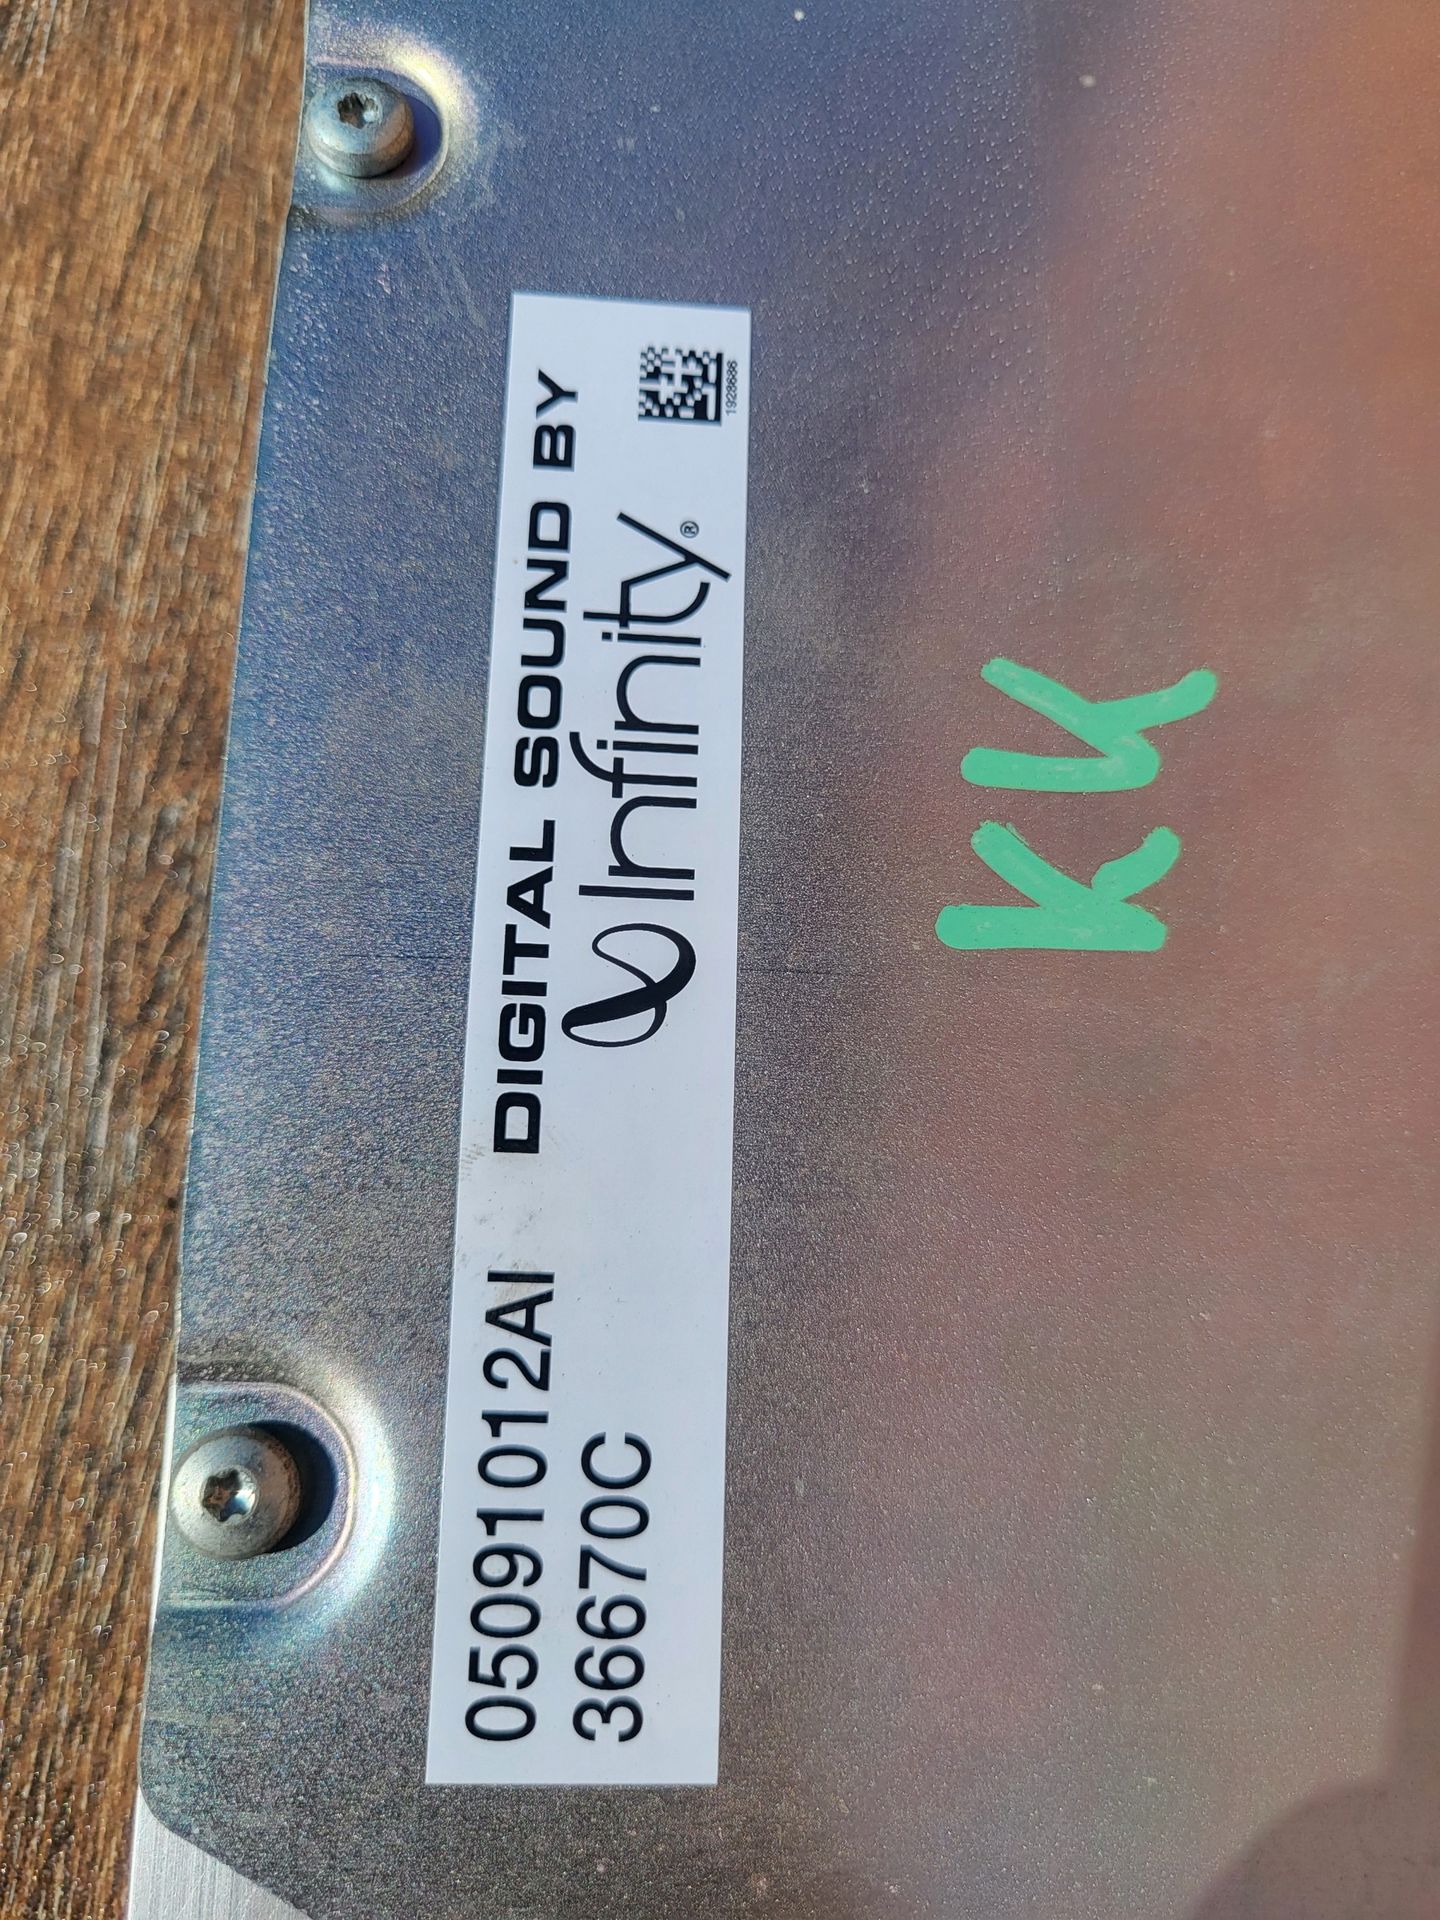 05091012AI
36670C
DIGITAL SOUND BY
Infinity®
1928686
KK